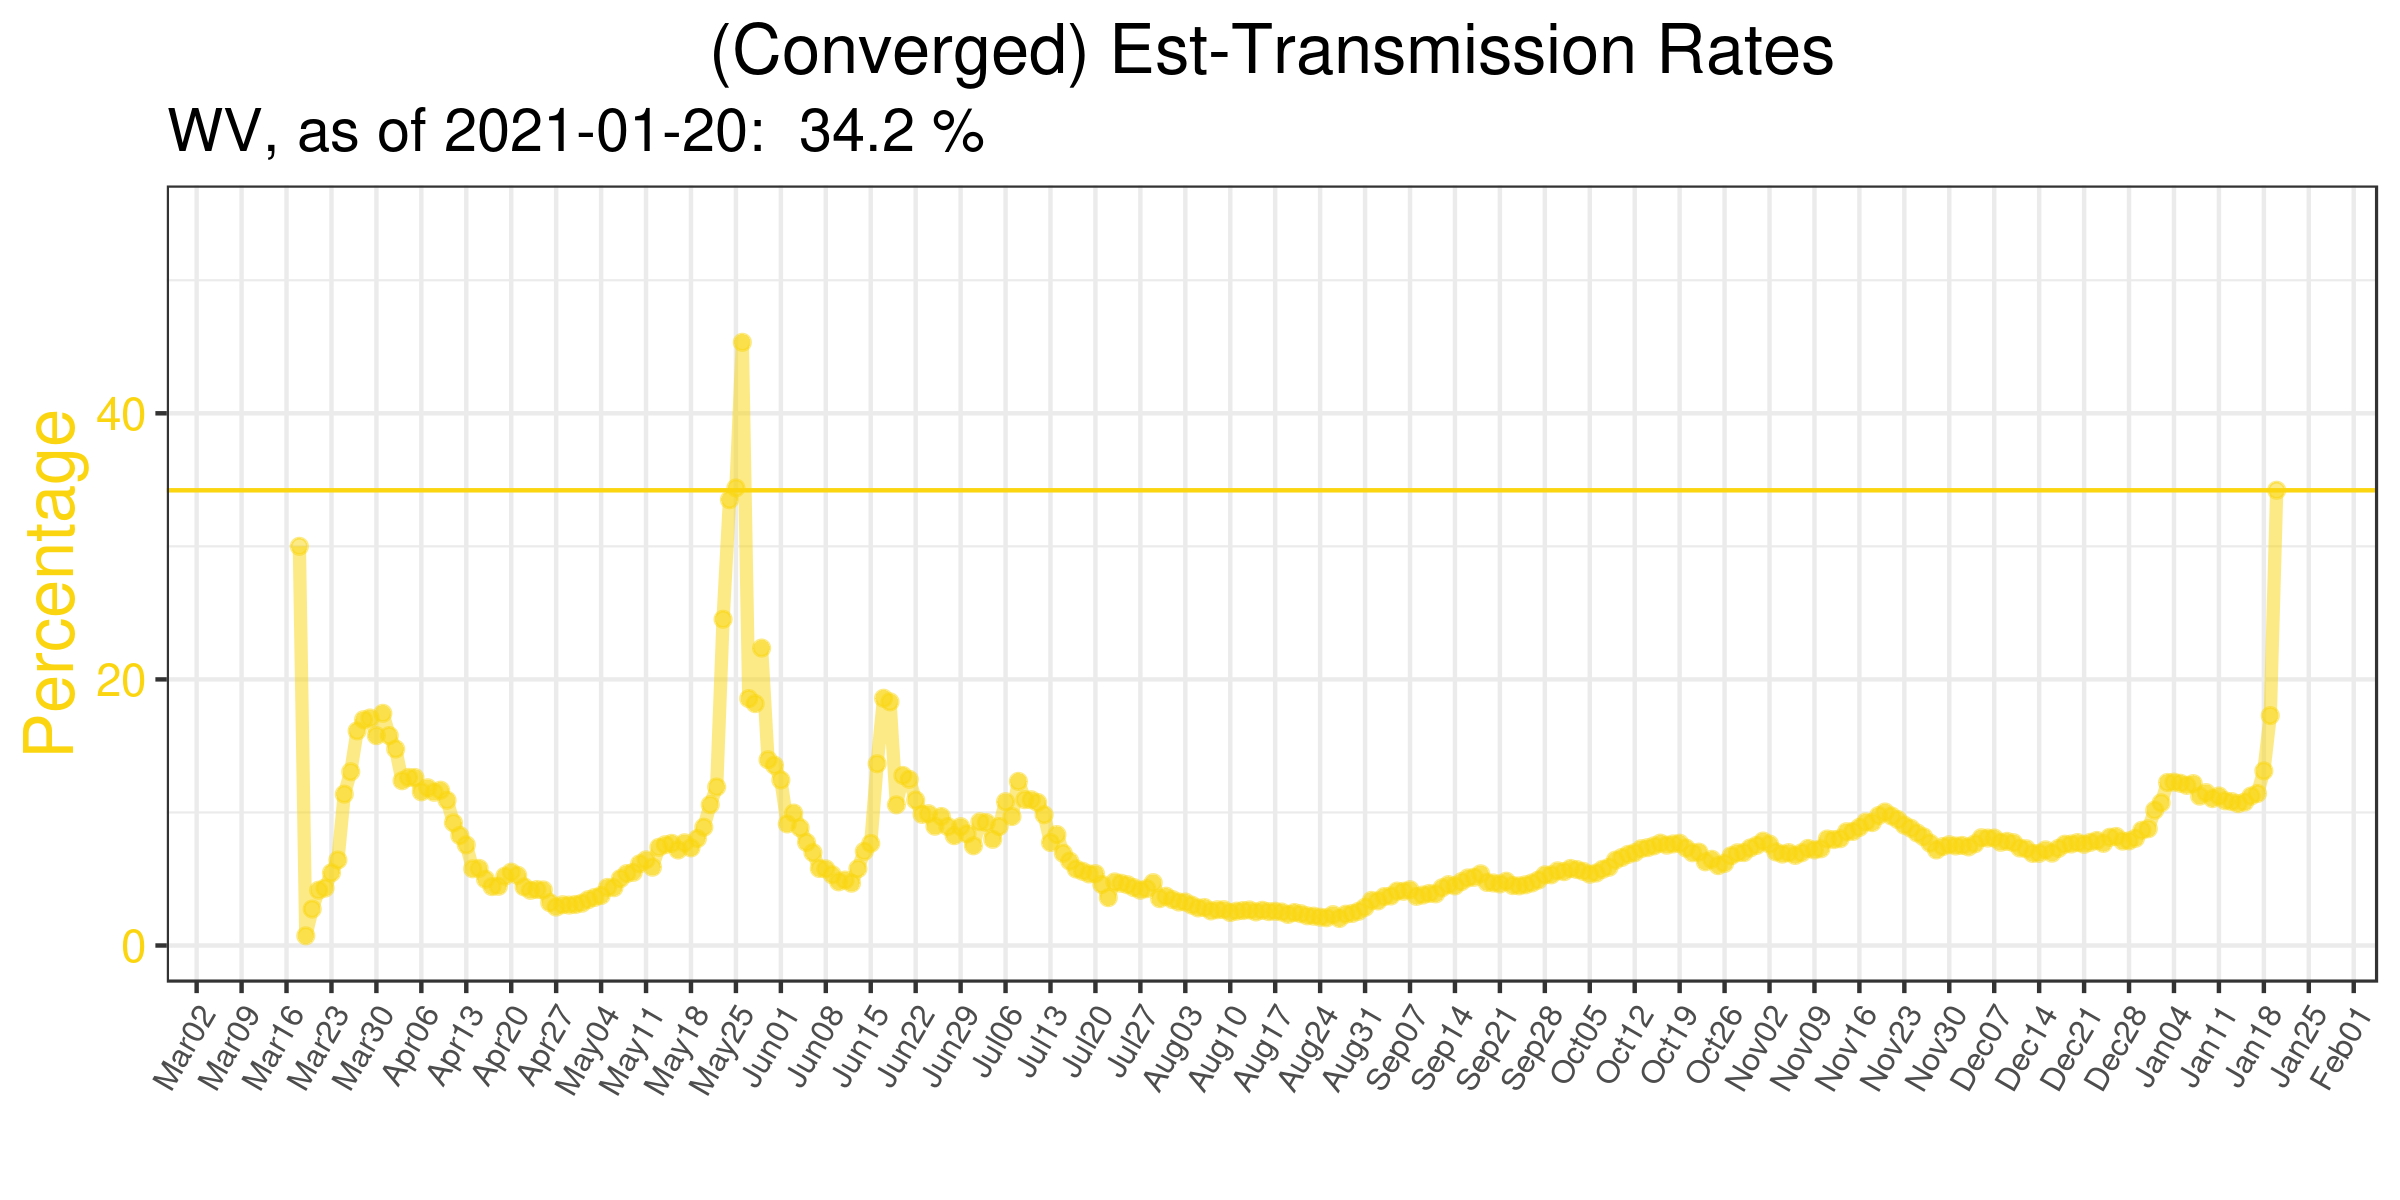 (Converged) Est-Transmission Rates
WV, as of 2021-01-20:  34.2 %
Percentage
40
20
0
Mar02
Mar09
Mar16
Mar23
Mar30
Apr06
Apr13
Apr20
Apr27
May04
May11
May18
May25
Jun01
Jun08
Jun15
Jun22
Jun29
Jul06
Jul13
Jul20
Jul27
Aug03
Aug10
Aug17
Aug24
Aug31
Sep07
Sep14
Sep21
Sep28
Oct05
Oct12
Oct19
Oct26
Nov02
Nov09
Nov16
Nov23
Nov30
Dec07
Dec14
Dec21
Dec28
Jan04
Jan11
Jan18
Jan25
Feb01